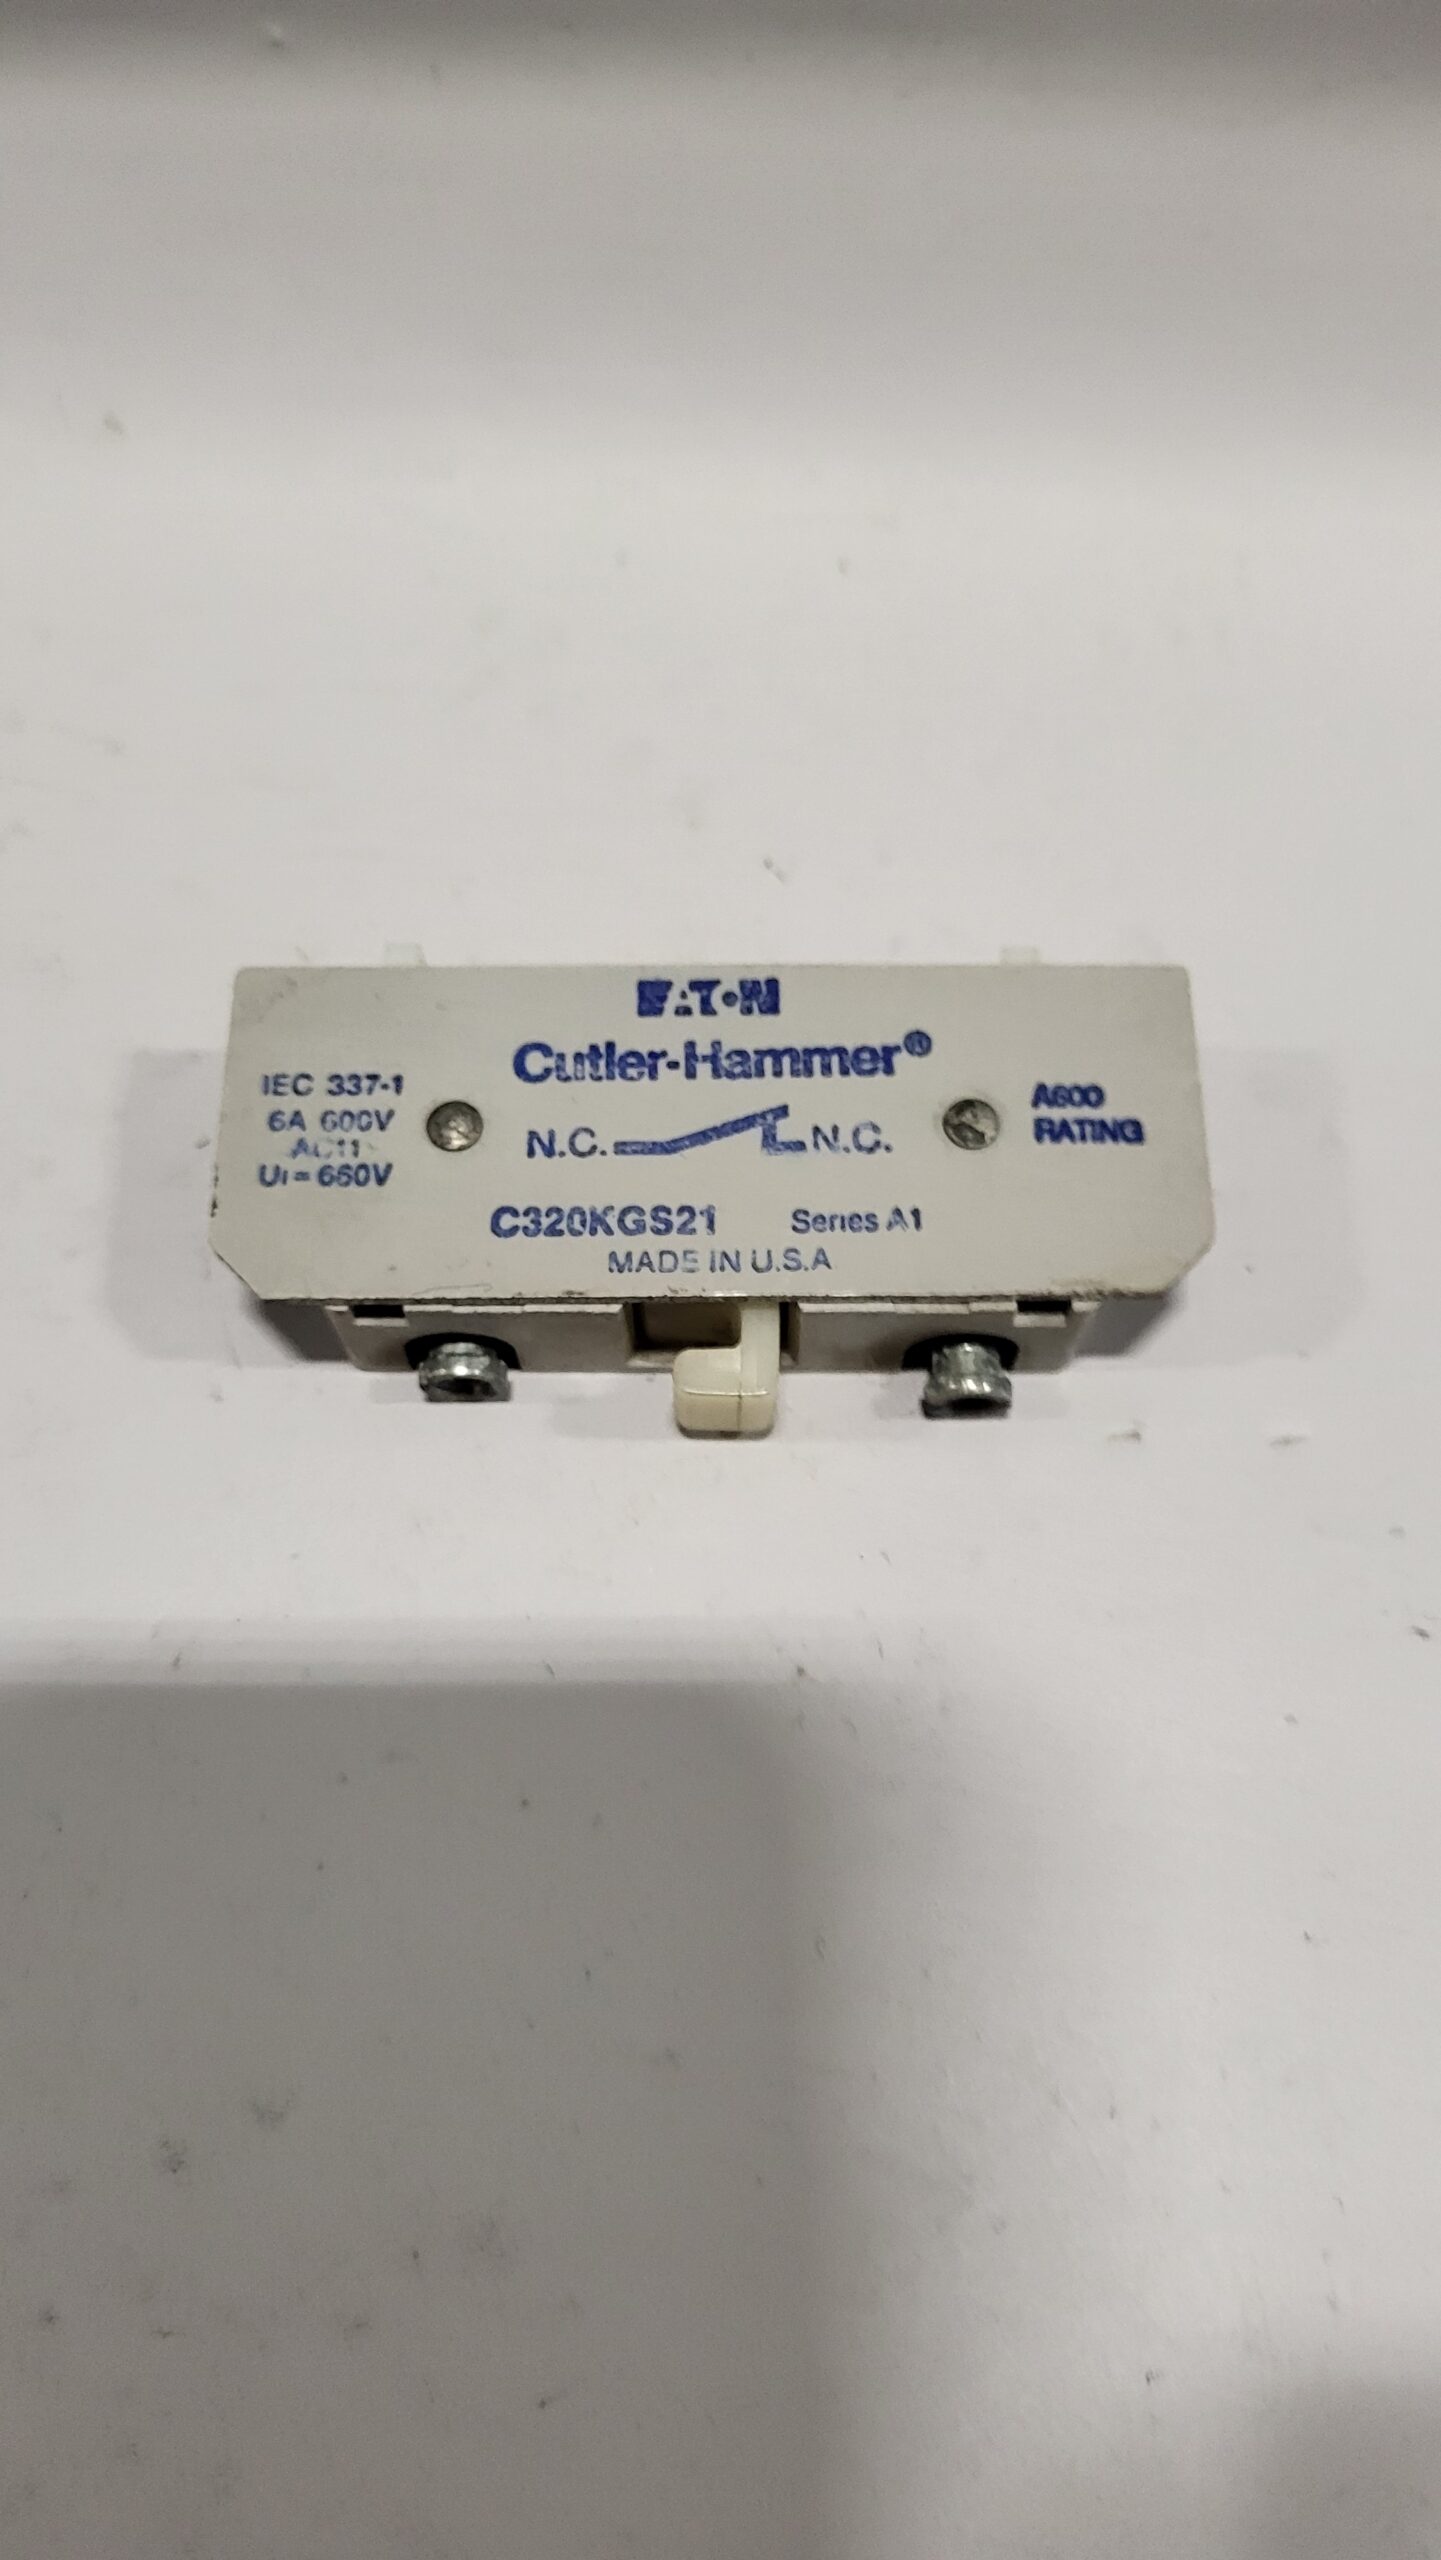 EATON
Cutler-Hammer®
IEC 337-1
6A 600V
AC11
Ui=660V
N.C. N.C.
A600
RATING
C320KGS21 Series A1
MADE IN U.S.A